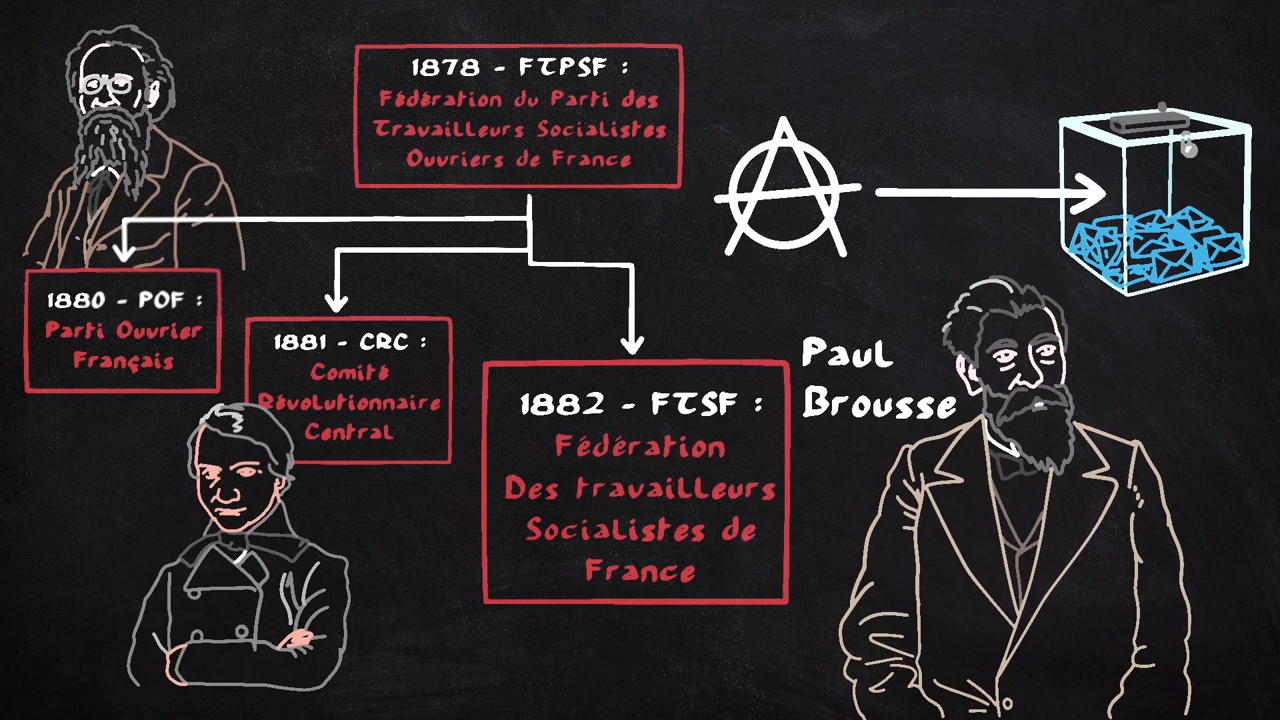 1878 - FTPSF :
Fédération du Parti des
Travailleurs Socialistes
Ouvriers de France
1880 - POF :
Parti Ouvrier
Français
1881 - CRC :
Comité
Révolutionnaire
Central
1882 - FTSF :
Fédération
Des travailleurs
Socialistes de
France
Paul
Brousse